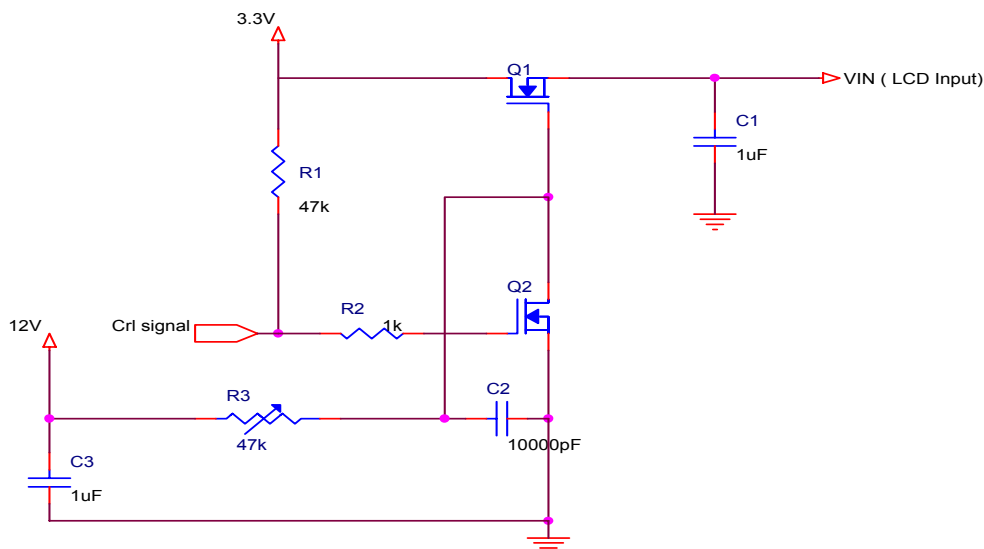 3.3V
Q1
VIN ( LCD Input)
C1
1uF
R1
47k
Q2
R2
1k
12V
Crl signal
R3
47k
C2
10000pF
C3
1uF